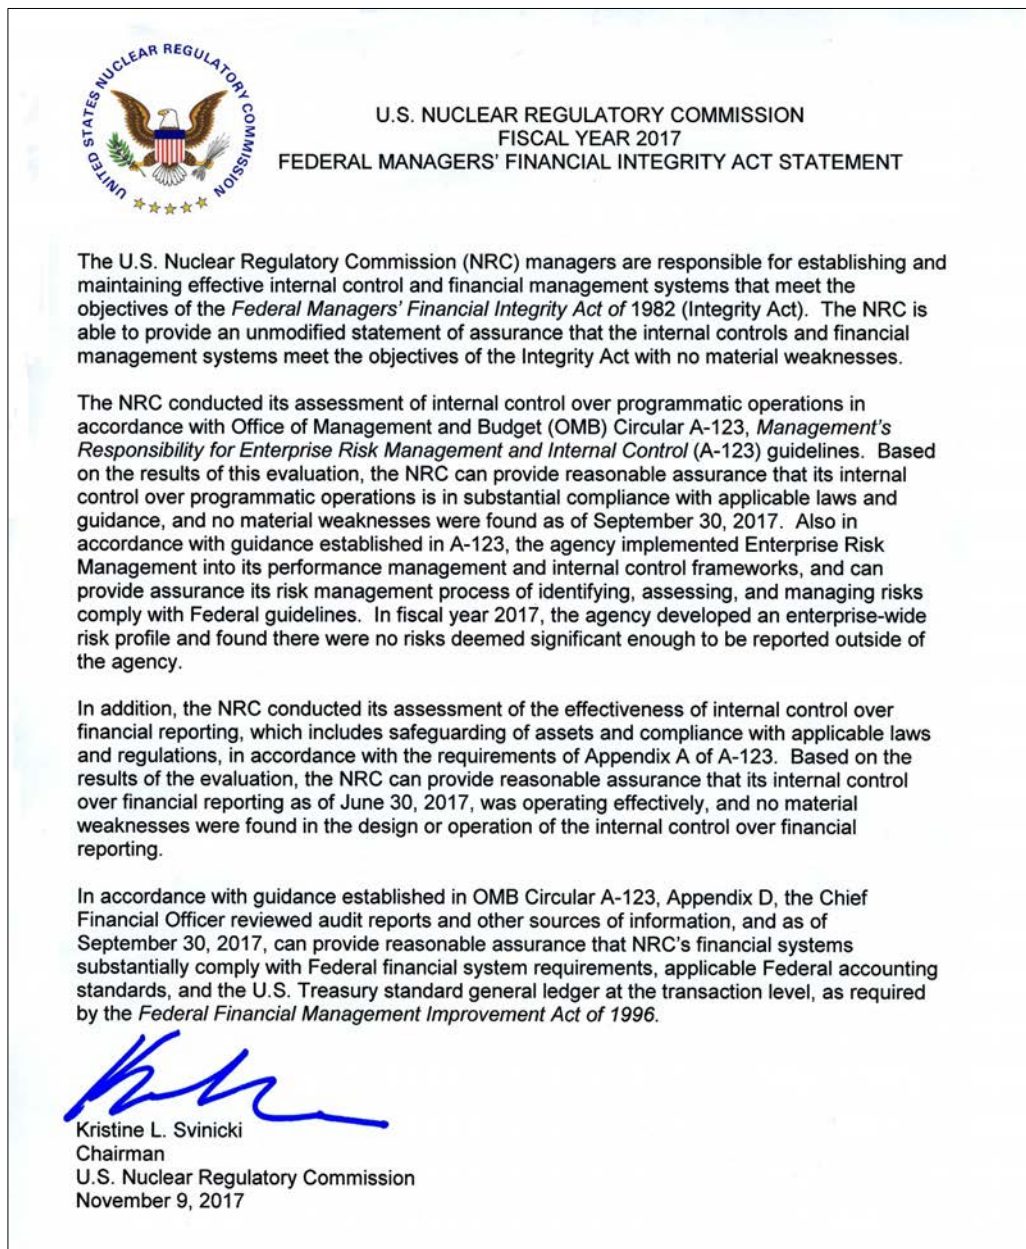 UNITED STATES NUCLEAR REGULATORY COMMISSION
U.S. NUCLEAR REGULATORY COMMISSION
FISCAL YEAR 2017
FEDERAL MANAGERS' FINANCIAL INTEGRITY ACT STATEMENT
The U.S. Nuclear Regulatory Commission (NRC) managers are responsible for establishing and
maintaining effective internal control and financial management systems that meet the
objectives of the Federal Managers' Financial Integrity Act of 1982 (Integrity Act).  The NRC is
able to provide an unmodified statement of assurance that the internal controls and financial
management systems meet the objectives of the Integrity Act with no material weaknesses.
The NRC conducted its assessment of internal control over programmatic operations in
accordance with Office of Management and Budget (OMB) Circular A-123, Management's
Responsibility for Enterprise Risk Management and Internal Control (A-123) guidelines.  Based
on the results of this evaluation, the NRC can provide reasonable assurance that its internal
control over programmatic operations is in substantial compliance with applicable laws and
guidance, and no material weaknesses were found as of September 30, 2017.  Also in
accordance with guidance established in A-123, the agency implemented Enterprise Risk
Management into its performance management and internal control frameworks, and can
provide assurance its risk management process of identifying, assessing, and managing risks
comply with Federal guidelines.  In fiscal year 2017, the agency developed an enterprise-wide
risk profile and found there were no risks deemed significant enough to be reported outside of
the agency.
In addition, the NRC conducted its assessment of the effectiveness of internal control over
financial reporting, which includes safeguarding of assets and compliance with applicable laws
and regulations, in accordance with the requirements of Appendix A of A-123.  Based on the
results of the evaluation, the NRC can provide reasonable assurance that its internal control
over financial reporting as of June 30, 2017, was operating effectively, and no material
weaknesses were found in the design or operation of the internal control over financial
reporting.
In accordance with guidance established in OMB Circular A-123, Appendix D, the Chief
Financial Officer reviewed audit reports and other sources of information, and as of
September 30, 2017, can provide reasonable assurance that NRC's financial systems
substantially comply with Federal financial system requirements, applicable Federal accounting
standards, and the U.S. Treasury standard general ledger at the transaction level, as required
by the Federal Financial Management Improvement Act of 1996.
Kristine L. Svinicki
Chairman
U.S. Nuclear Regulatory Commission
November 9, 2017